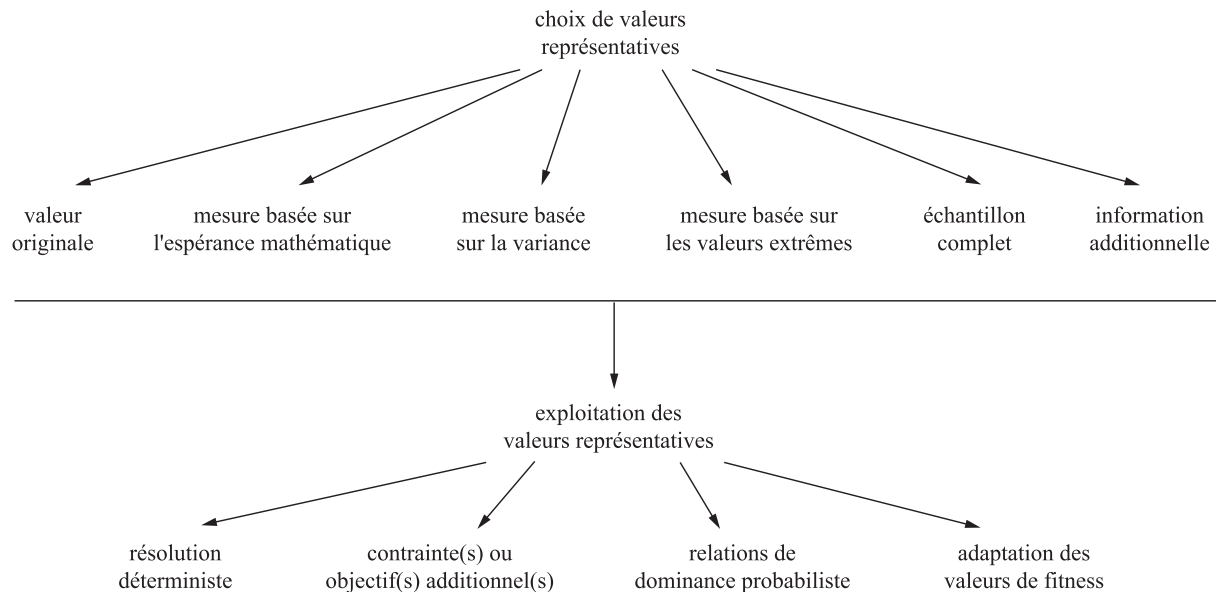 choix de valeurs
représentatives
valeur
originale
mesure basée sur
l'espérance mathématique
mesure basée
sur la variance
mesure basée sur
les valeurs extrêmes
échantillon
complet
information
additionnelle
exploitation des
valeurs représentatives
résolution
déterministe
contrainte(s) ou
objectif(s) additionnel(s)
relations de
dominance probabiliste
adaptation des
valeurs de fitness